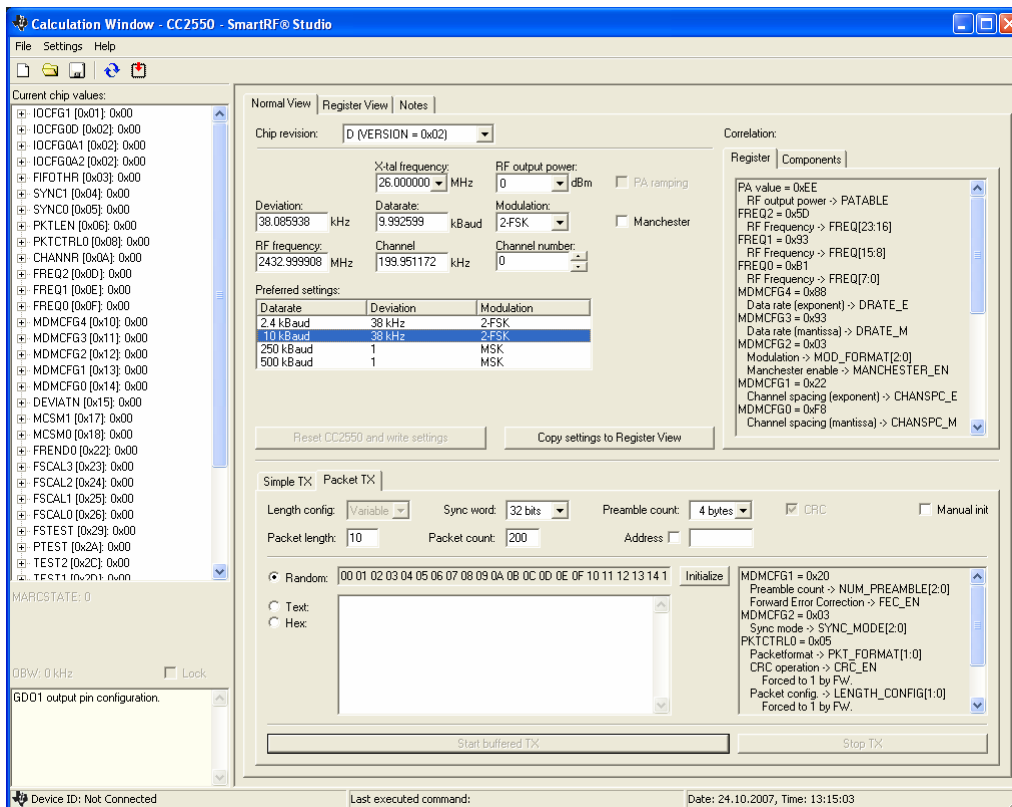 Calculation Window - CC2550 - SmartRF® Studio
File Settings Help
Current chip values:
IOCFG1 [0x01]: 0x00
IOCFG0D [0x02]: 0x00
IOCFG0A1 [0x02]: 0x00
IOCFG0A2 [0x02]: 0x00
FIFOTHR [0x03]: 0x00
SYNC1 [0x04]: 0x00
SYNC0 [0x05]: 0x00
PKTLEN [0x06]: 0x00
PKTCTRL0 [0x08]: 0x00
CHANNR [0x0A]: 0x00
FREQ2 [0x0D]: 0x00
FREQ1 [0x0E]: 0x00
FREQ0 [0x0F]: 0x00
MDMCFG4 [0x10]: 0x00
MDMCFG3 [0x11]: 0x00
MDMCFG2 [0x12]: 0x00
MDMCFG1 [0x13]: 0x00
MDMCFG0 [0x14]: 0x00
DEVIATN [0x15]: 0x00
MCSM1 [0x17]: 0x00
MCSM0 [0x18]: 0x00
FREND0 [0x22]: 0x00
FSCAL3 [0x23]: 0x00
FSCAL2 [0x24]: 0x00
FSCAL1 [0x25]: 0x00
FSCAL0 [0x26]: 0x00
FSTEST [0x29]: 0x00
PTEST [0x2A]: 0x00
TEST2 [0x2C]: 0x00
TEST1 [0x2D]: 0x00
MARCSTATE: 0
OBW: 0 kHz Lock
GDO1 output pin configuration.
Normal View Register View Notes
Chip revision: D (VERSION = 0x02)
X-tal frequency: RF output power:
26.000000 MHz 0 dBm PA ramping
Deviation: Datarate: Modulation:
38.085938 kHz 9.992599 kBaud 2-FSK Manchester
RF frequency: Channel Channel number:
2432.999908 MHz 199.951172 kHz 0
Preferred settings:
Datarate Deviation Modulation
2.4 kBaud 38 kHz 2-FSK
10 kBaud 38 kHz 2-FSK
250 kBaud 1 MSK
500 kBaud 1 MSK
Reset CC2550 and write settings Copy settings to Register View
Correlation:
Register Components
PA value = 0xEE
RF output power -> PATABLE
FREQ2 = 0x5D
RF Frequency -> FREQ[23:16]
FREQ1 = 0x93
RF Frequency -> FREQ[15:8]
FREQ0 = 0xB1
RF Frequency -> FREQ[7:0]
MDMCFG4 = 0x88
Data rate (exponent) -> DRATE_E
MDMCFG3 = 0x93
Data rate (mantissa) -> DRATE_M
MDMCFG2 = 0x03
Modulation -> MOD_FORMAT[2:0]
Manchester enable -> MANCHESTER_EN
MDMCFG1 = 0x22
Channel spacing (exponent) -> CHANSPC_E
MDMCFG0 = 0xF8
Channel spacing (mantissa) -> CHANSPC_M
Simple TX Packet TX
Length config: Variable Sync word: 32 bits Preamble count: 4 bytes CRC Manual init
Packet length: 10 Packet count: 200 Address
Random: 00 01 02 03 04 05 06 07 08 09 0A 0B 0C 0D 0E 0F 10 11 12 13 14 1 Initialize
Text:
Hex:
MDMCFG1 = 0x20
Preamble count -> NUM_PREAMBLE[2:0]
Forward Error Correction -> FEC_EN
MDMCFG2 = 0x03
Sync mode -> SYNC_MODE[2:0]
PKTCTRL0 = 0x05
Packetformat -> PKT_FORMAT[1:0]
CRC operation -> CRC_EN
Forced to 1 by FW.
Packet config. -> LENGTH_CONFIG[1:0]
Forced to 1 by FW.
Start buffered TX Stop TX
Device ID: Not Connected Last executed command: Date: 24.10.2007, Time: 13:15:03